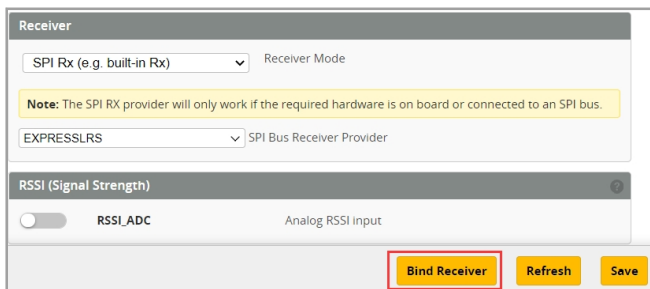 Receiver
SPI Rx (e.g. built-in Rx) Receiver Mode
Note: The SPI RX provider will only work if the required hardware is on board or connected to an SPI bus.
EXPRESSLRS SPI Bus Receiver Provider
RSSI (Signal Strength) ?
RSSI_ADC Analog RSSI input
Bind Receiver Refresh Save